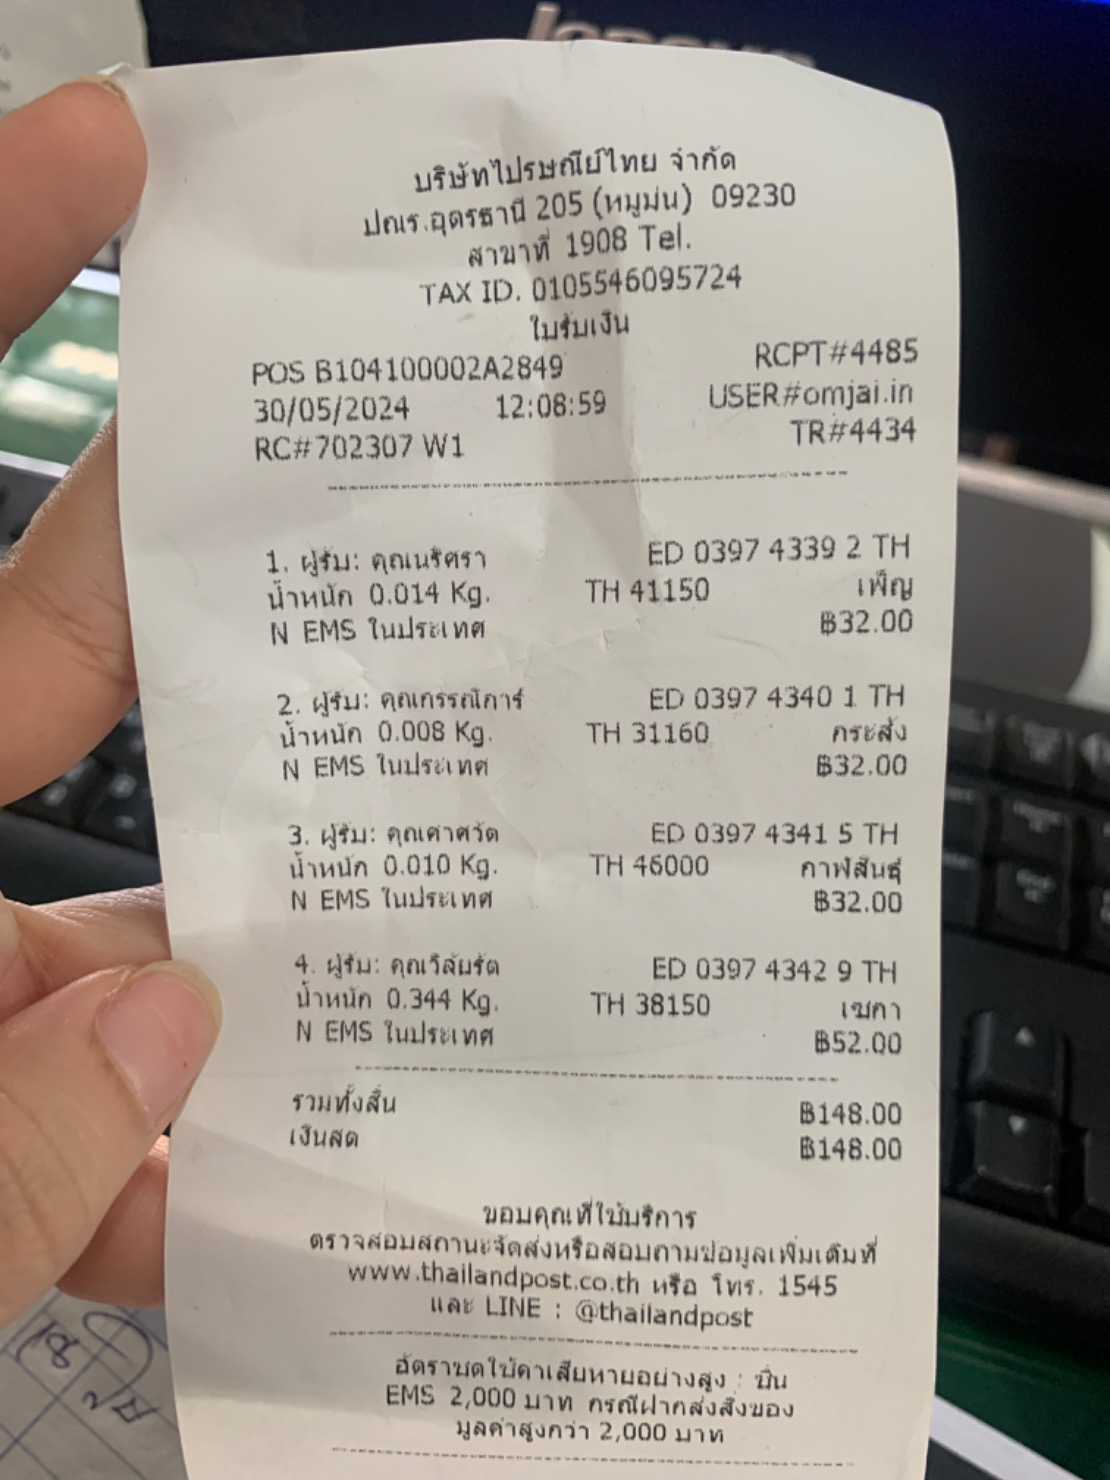 บริษัทไปรษณีย์ไทย จำกัด
ปณร.อุดรธานี 205 (หมูม่น) 09230
สาขาที่ 1908 Tel.
TAX ID. 0105546095724
ใบรับเงิน
POS B104100002A2849 RCPT#4485
30/05/2024 12:08:59 USER#omjai.in
RC#702307 W1 TR#4434
1. ผู้รับ: คุณนริศรา ED 0397 4339 2 TH
น้ำหนัก 0.014 Kg. TH 41150 เพ็ญ
N EMS ในประเทศ ฿32.00
2. ผู้รับ: คุณกรรณิการ์ ED 0397 4340 1 TH
น้ำหนัก 0.008 Kg. TH 31160 กระสัง
N EMS ในประเทศ ฿32.00
3. ผู้รับ: คุณศาศวัต ED 0397 4341 5 TH
น้ำหนัก 0.010 Kg. TH 46000 กาฬสินธุ์
N EMS ในประเทศ ฿32.00
4. ผู้รับ: คุณวิลัยรัต ED 0397 4342 9 TH
น้ำหนัก 0.344 Kg. TH 38150 เซกา
N EMS ในประเทศ ฿52.00
รวมทั้งสิ้น ฿148.00
เงินสด ฿148.00
ขอบคุณที่ใช้บริการ
ตรวจสอบสถานะจัดส่งหรือสอบถามข้อมูลเพิ่มเติมที่
www.thailandpost.co.th หรือ โทร. 1545
และ LINE : @thailandpost
อัตราชดใช้ค่าเสียหายอย่างสูง : ชิ้น
EMS 2,000 บาท กรณีฝากส่งสิ่งของ
มูลค่าสูงกว่า 2,000 บาท